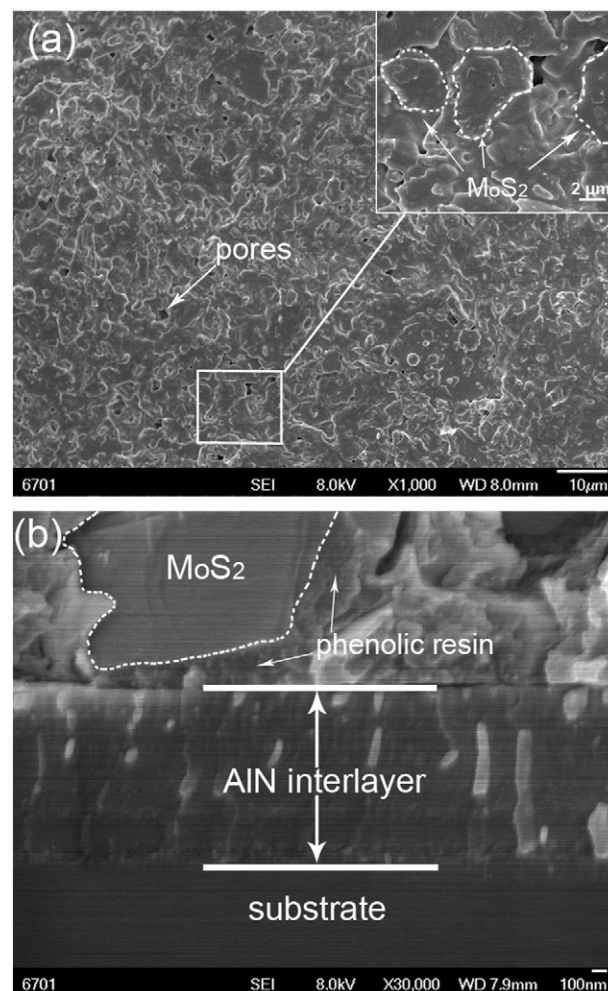 (a)
MoS2
2 μm
pores
6701 SEI 8.0kV X1,000 WD 8.0mm 10μm
(b)
MoS2
phenolic resin
AlN interlayer
substrate
6701 SEI 8.0kV X30,000 WD 7.9mm 100nm